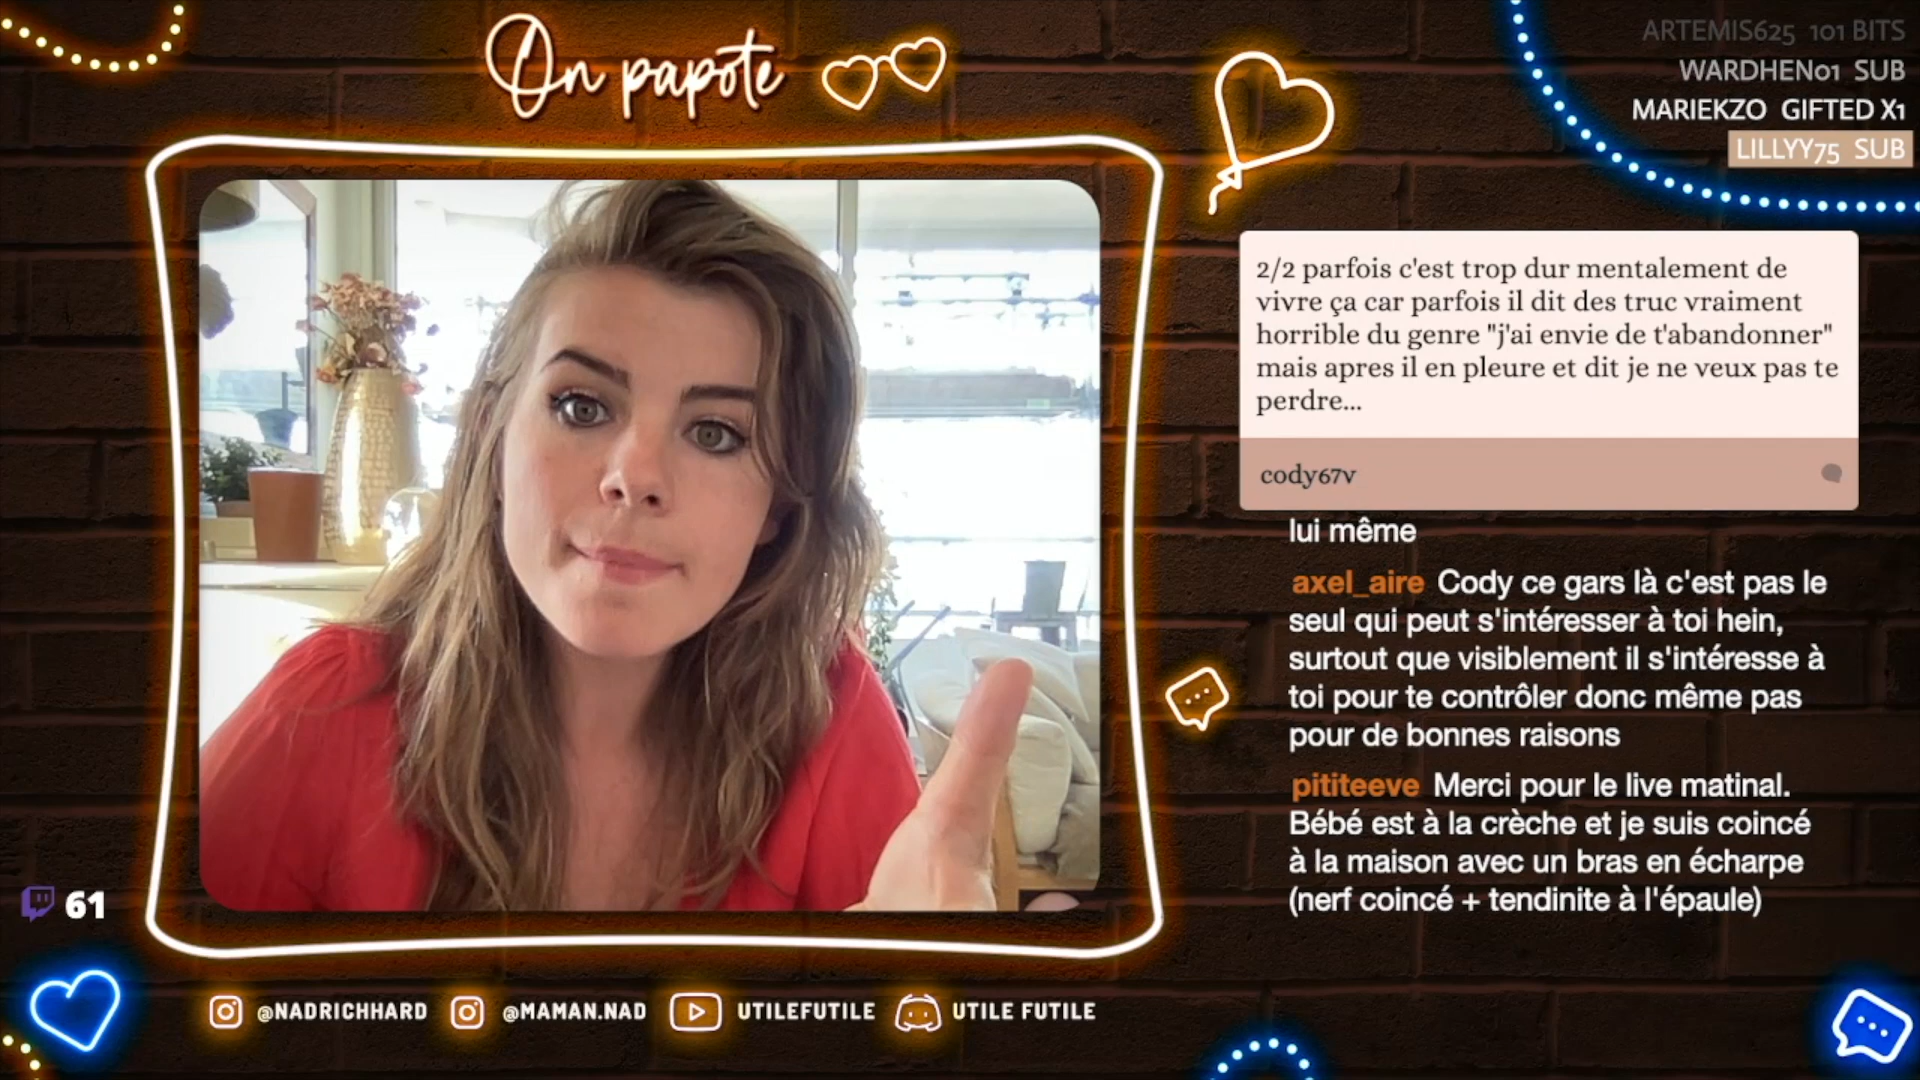 On papote
ARTEMIS625 101 BITS
WARDHEN01 SUB
MARIEKZO GIFTED X1
LILLYY75 SUB
2/2 parfois c'est trop dur mentalement de
vivre ça car parfois il dit des truc vraiment
horrible du genre "j'ai envie de t'abandonner"
mais apres il en pleure et dit je ne veux pas te
perdre...
cody67v
lui même
axel_aire Cody ce gars là c'est pas le
seul qui peut s'intéresser à toi hein,
surtout que visiblement il s'intéresse à
toi pour te contrôler donc même pas
pour de bonnes raisons
pititeeve Merci pour le live matinal.
Bébé est à la crèche et je suis coincé
à la maison avec un bras en écharpe
(nerf coincé + tendinite à l'épaule)
61
@NADRICHHARD @MAMAN.NAD UTILEFUTILE UTILE FUTILE